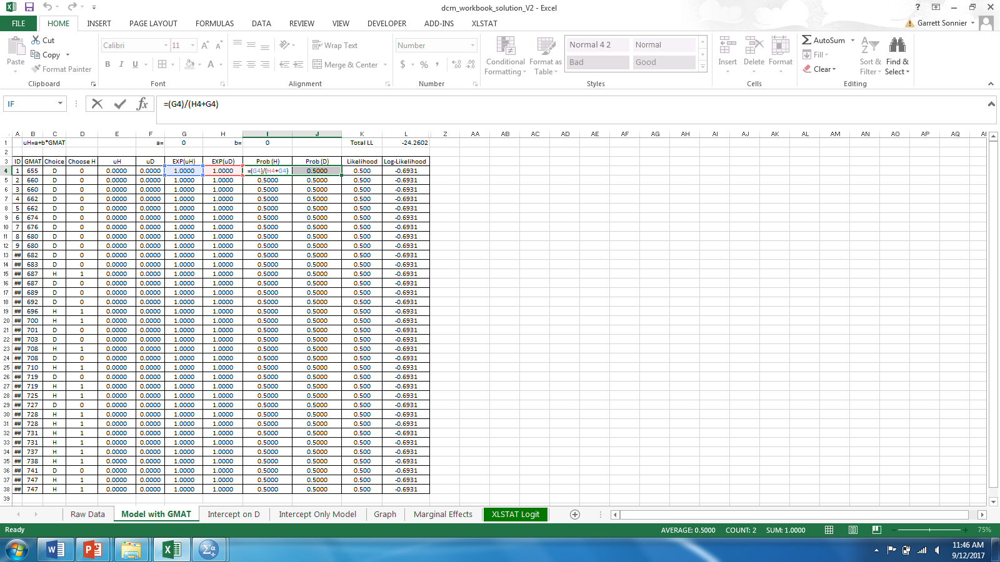 dcm_workbook_solution_V2 - Excel
FILE HOME INSERT PAGE LAYOUT FORMULAS DATA REVIEW VIEW DEVELOPER ADD-INS XLSTAT Garrett Sonnier
Paste Cut Copy Format Painter
Calibri 11 B I U A
Wrap Text Merge & Center
Number $ % ,
Conditional Formatting Format as Table
Normal 4 2 Normal Bad Good
Insert Delete Format
AutoSum Fill Clear Sort & Filter Find & Select
Clipboard Font Alignment Number Styles Cells Editing
IF fx =(G4)/(H4+G4)
A B C D E F G H I J K L Z AA AB AC AD AE AF AG AH AI AJ AK AL AM AN AO AP AQ
1 uH=a+b*GMAT a= 0 b= 0 Total LL -24.2602
2
3 ID GMAT Choice Choose H uH uD EXP(uH) EXP(uD) Prob (H) Prob (D) Likelihood Log-Likelihood
4 1 655 D 0 0.0000 0.0000 1.0000 1.0000 =(G4)/(H4+G4) 0.5000 0.500 -0.6931
5 2 660 D 0 0.0000 0.0000 1.0000 1.0000 0.5000 0.5000 0.500 -0.6931
6 3 660 D 0 0.0000 0.0000 1.0000 1.0000 0.5000 0.5000 0.500 -0.6931
7 4 662 D 0 0.0000 0.0000 1.0000 1.0000 0.5000 0.5000 0.500 -0.6931
8 5 662 D 0 0.0000 0.0000 1.0000 1.0000 0.5000 0.5000 0.500 -0.6931
9 6 674 D 0 0.0000 0.0000 1.0000 1.0000 0.5000 0.5000 0.500 -0.6931
10 7 676 D 0 0.0000 0.0000 1.0000 1.0000 0.5000 0.5000 0.500 -0.6931
11 8 680 D 0 0.0000 0.0000 1.0000 1.0000 0.5000 0.5000 0.500 -0.6931
12 9 680 D 0 0.0000 0.0000 1.0000 1.0000 0.5000 0.5000 0.500 -0.6931
13 ## 682 D 0 0.0000 0.0000 1.0000 1.0000 0.5000 0.5000 0.500 -0.6931
14 ## 683 D 0 0.0000 0.0000 1.0000 1.0000 0.5000 0.5000 0.500 -0.6931
15 ## 687 H 1 0.0000 0.0000 1.0000 1.0000 0.5000 0.5000 0.500 -0.6931
16 ## 687 D 0 0.0000 0.0000 1.0000 1.0000 0.5000 0.5000 0.500 -0.6931
17 ## 689 D 0 0.0000 0.0000 1.0000 1.0000 0.5000 0.5000 0.500 -0.6931
18 ## 692 D 0 0.0000 0.0000 1.0000 1.0000 0.5000 0.5000 0.500 -0.6931
19 ## 696 H 1 0.0000 0.0000 1.0000 1.0000 0.5000 0.5000 0.500 -0.6931
20 ## 700 H 1 0.0000 0.0000 1.0000 1.0000 0.5000 0.5000 0.500 -0.6931
21 ## 701 D 0 0.0000 0.0000 1.0000 1.0000 0.5000 0.5000 0.500 -0.6931
22 ## 703 D 0 0.0000 0.0000 1.0000 1.0000 0.5000 0.5000 0.500 -0.6931
23 ## 708 H 1 0.0000 0.0000 1.0000 1.0000 0.5000 0.5000 0.500 -0.6931
24 ## 708 D 0 0.0000 0.0000 1.0000 1.0000 0.5000 0.5000 0.500 -0.6931
25 ## 710 H 1 0.0000 0.0000 1.0000 1.0000 0.5000 0.5000 0.500 -0.6931
26 ## 719 D 0 0.0000 0.0000 1.0000 1.0000 0.5000 0.5000 0.500 -0.6931
27 ## 719 H 1 0.0000 0.0000 1.0000 1.0000 0.5000 0.5000 0.500 -0.6931
28 ## 725 H 1 0.0000 0.0000 1.0000 1.0000 0.5000 0.5000 0.500 -0.6931
29 ## 727 D 0 0.0000 0.0000 1.0000 1.0000 0.5000 0.5000 0.500 -0.6931
30 ## 728 H 1 0.0000 0.0000 1.0000 1.0000 0.5000 0.5000 0.500 -0.6931
31 ## 728 H 1 0.0000 0.0000 1.0000 1.0000 0.5000 0.5000 0.500 -0.6931
32 ## 731 H 1 0.0000 0.0000 1.0000 1.0000 0.5000 0.5000 0.500 -0.6931
33 ## 731 H 1 0.0000 0.0000 1.0000 1.0000 0.5000 0.5000 0.500 -0.6931
34 ## 737 H 1 0.0000 0.0000 1.0000 1.0000 0.5000 0.5000 0.500 -0.6931
35 ## 738 H 1 0.0000 0.0000 1.0000 1.0000 0.5000 0.5000 0.500 -0.6931
36 ## 741 D 0 0.0000 0.0000 1.0000 1.0000 0.5000 0.5000 0.500 -0.6931
37 ## 747 H 1 0.0000 0.0000 1.0000 1.0000 0.5000 0.5000 0.500 -0.6931
38 ## 747 H 1 0.0000 0.0000 1.0000 1.0000 0.5000 0.5000 0.500 -0.6931
39
Raw Data Model with GMAT Intercept on D Intercept Only Model Graph Marginal Effects XLSTAT Logit
Ready AVERAGE: 0.5000 COUNT: 2 SUM: 1.0000 75%
11:46 AM
9/12/2017